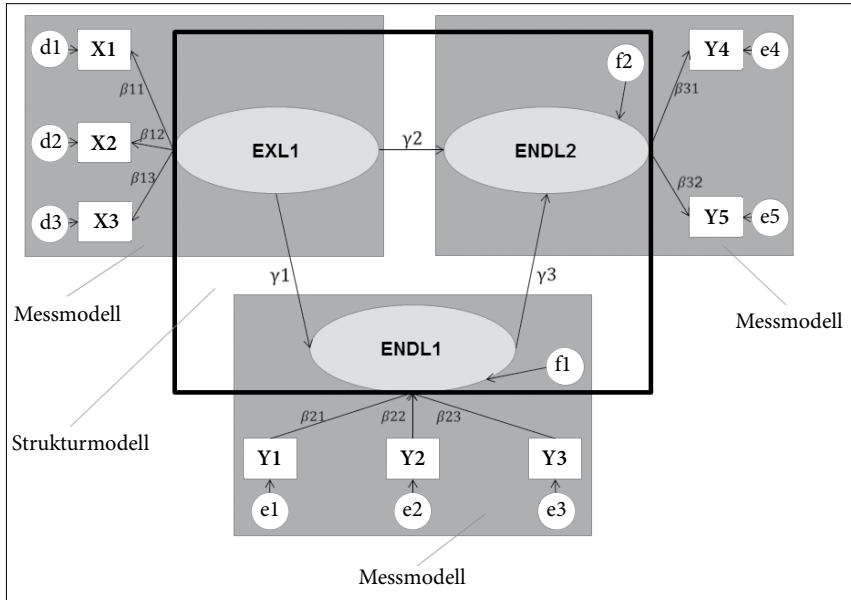 d1
X1
β11
d2
X2
β12
β13
d3
X3
EXL1
γ2
ENDL2
f2
Y4
e4
β31
β32
Y5
e5
Messmodell
γ1
γ3
Messmodell
ENDL1
f1
Strukturmodell
β21
β22
β23
Y1
Y2
Y3
e1
e2
e3
Messmodell